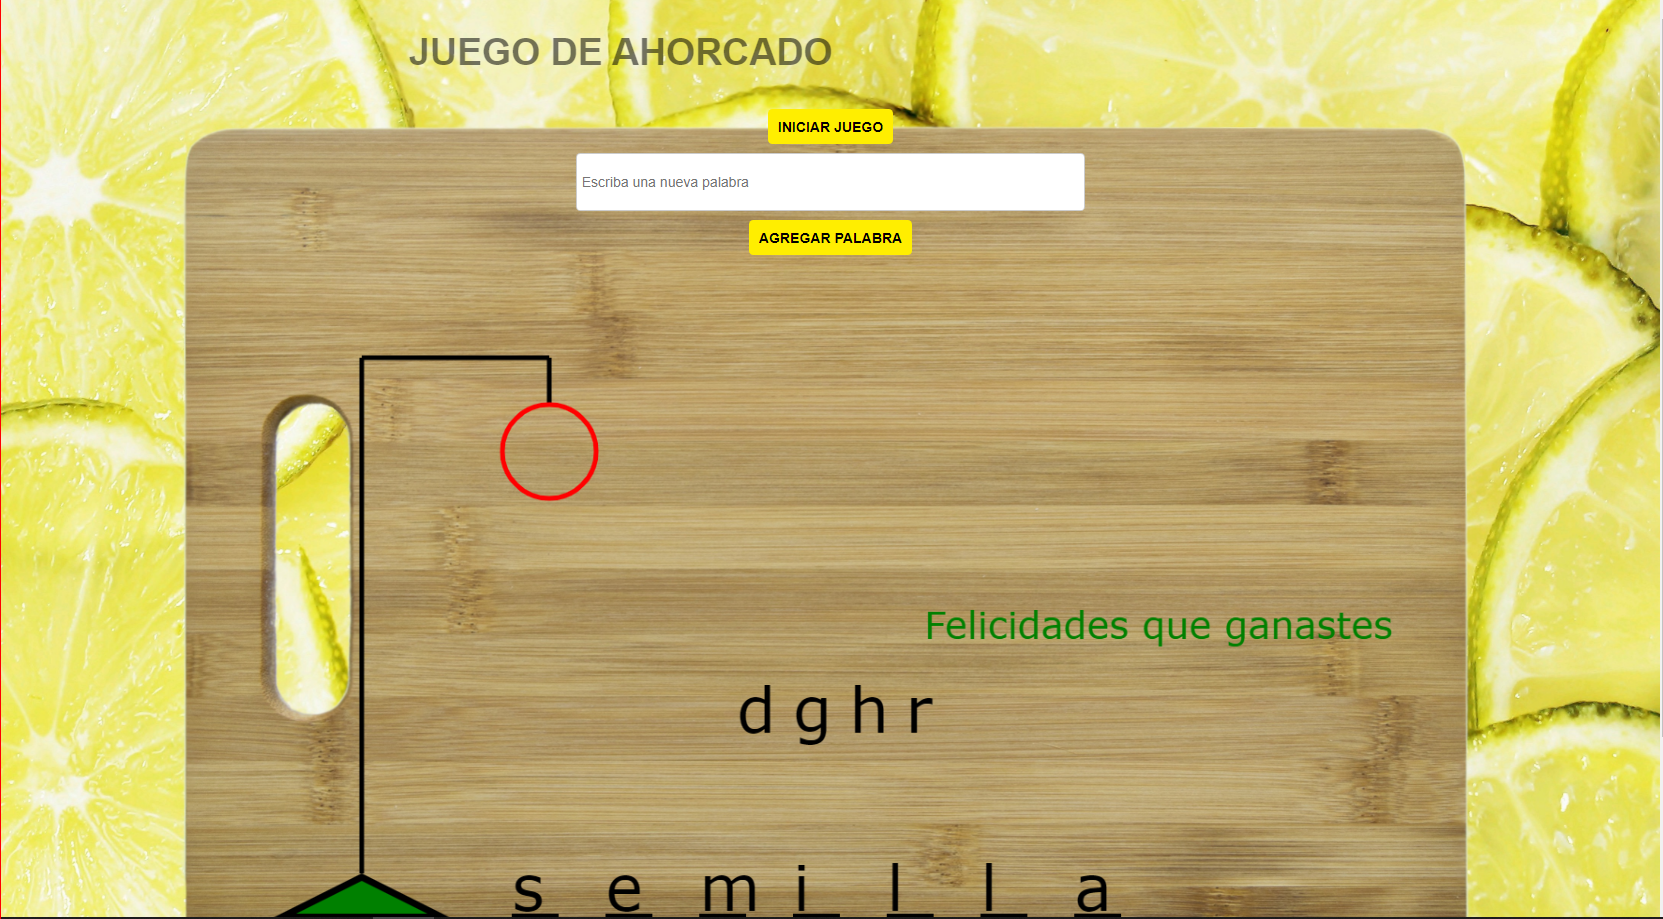 JUEGO DE AHORCADO
INICIAR JUEGO
Escriba una nueva palabra
AGREGAR PALABRA
Felicidades que ganastes
d g h r
s e m i l l a